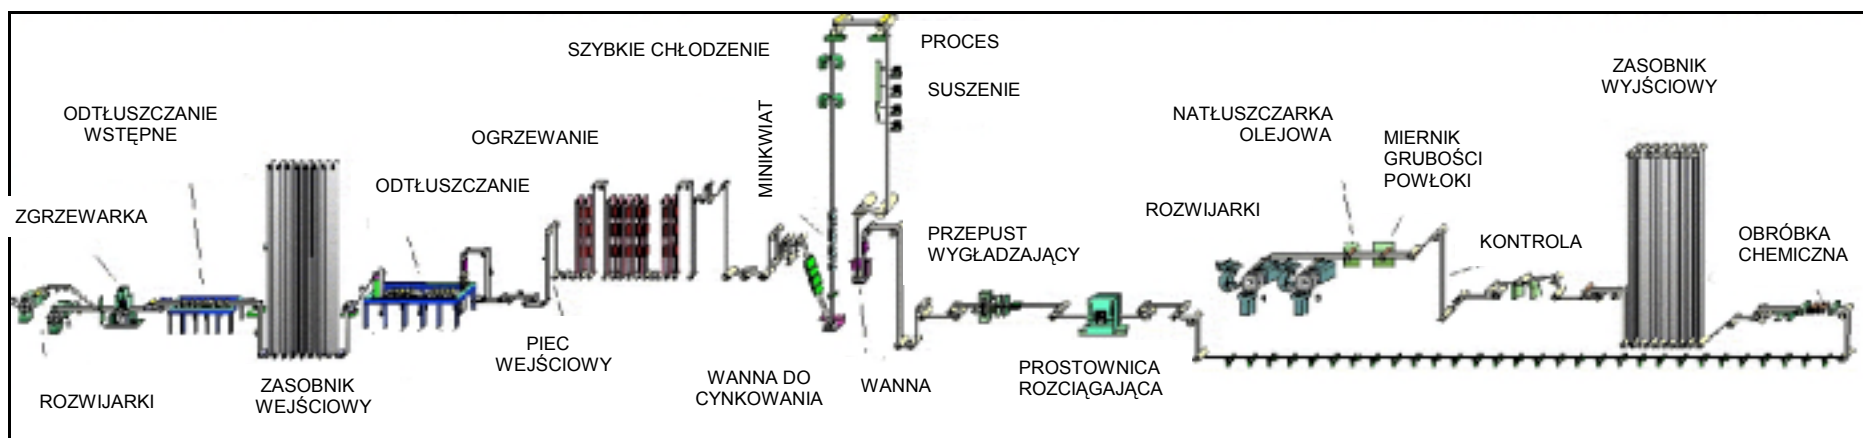 SZYBKIE CHŁODZENIE
PROCES
SUSZENIE
ZASOBNIK
WYJŚCIOWY
ODTŁUSZCZANIE
WSTĘPNE
OGRZEWANIE
MINIKWIAT
NATŁUSZCZARKA
OLEJOWA
MIERNIK
GRUBOŚCI
POWŁOKI
ODTŁUSZCZANIE
ZGRZEWARKA
ROZWIJARKI
PRZEPUST
WYGŁADZAJĄCY
KONTROLA
OBRÓBKA
CHEMICZNA
PIEC
WEJŚCIOWY
ROZWIJARKI
ZASOBNIK
WEJŚCIOWY
WANNA DO
CYNKOWANIA
WANNA
PROSTOWNICA
ROZCIĄGAJĄCA